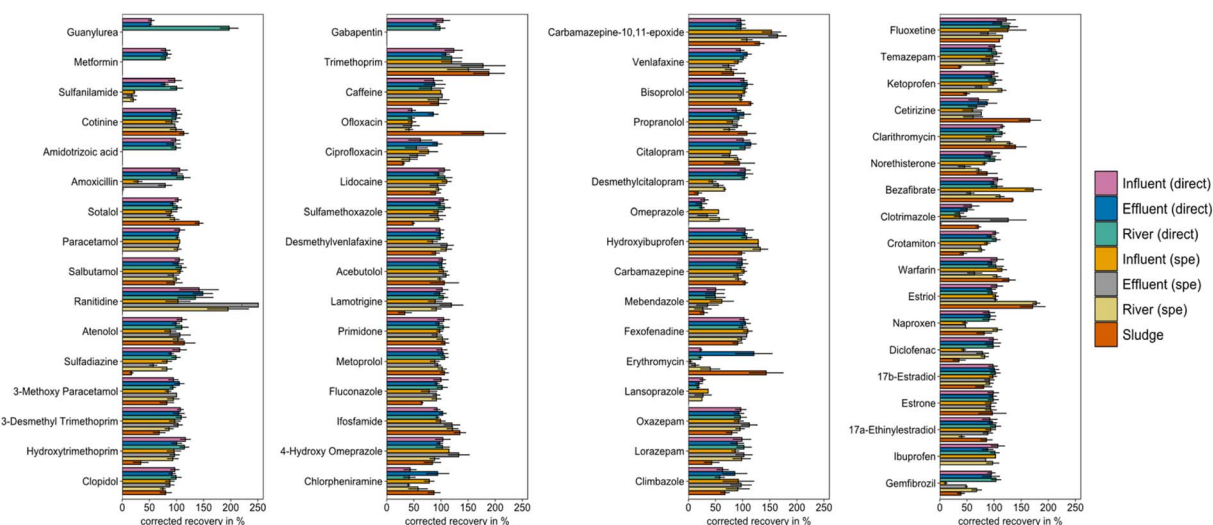 Guanylurea
Metformin
Sulfanilamide
Cotinine
Amidotrizoic acid
Amoxicillin
Sotalol
Paracetamol
Salbutamol
Ranitidine
Atenolol
Sulfadiazine
3-Methoxy Paracetamol
3-Desmethyl Trimethoprim
Hydroxytrimethoprim
Clopidol
0 50 100 150 200 250
corrected recovery in %
Gabapentin
Trimethoprim
Caffeine
Ofloxacin
Ciprofloxacin
Lidocaine
Sulfamethoxazole
Desmethylvenlafaxine
Acebutolol
Lamotrigine
Primidone
Metoprolol
Fluconazole
Ifosfamide
4-Hydroxy Omeprazole
Chlorpheniramine
0 50 100 150 200 250
corrected recovery in %
Carbamazepine-10,11-epoxide
Venlafaxine
Bisoprolol
Propranolol
Citalopram
Desmethylcitalopram
Omeprazole
Hydroxyibuprofen
Carbamazepine
Mebendazole
Fexofenadine
Erythromycin
Lansoprazole
Oxazepam
Lorazepam
Climbazole
0 50 100 150 200 250
corrected recovery in %
Fluoxetine
Temazepam
Ketoprofen
Cetirizine
Clarithromycin
Norethisterone
Bezafibrate
Clotrimazole
Crotamiton
Warfarin
Estriol
Naproxen
Diclofenac
17b-Estradiol
Estrone
17a-Ethinylestradiol
Ibuprofen
Gemfibrozil
0 50 100 150 200 250
corrected recovery in %
Influent (direct)
Effluent (direct)
River (direct)
Influent (spe)
Effluent (spe)
River (spe)
Sludge